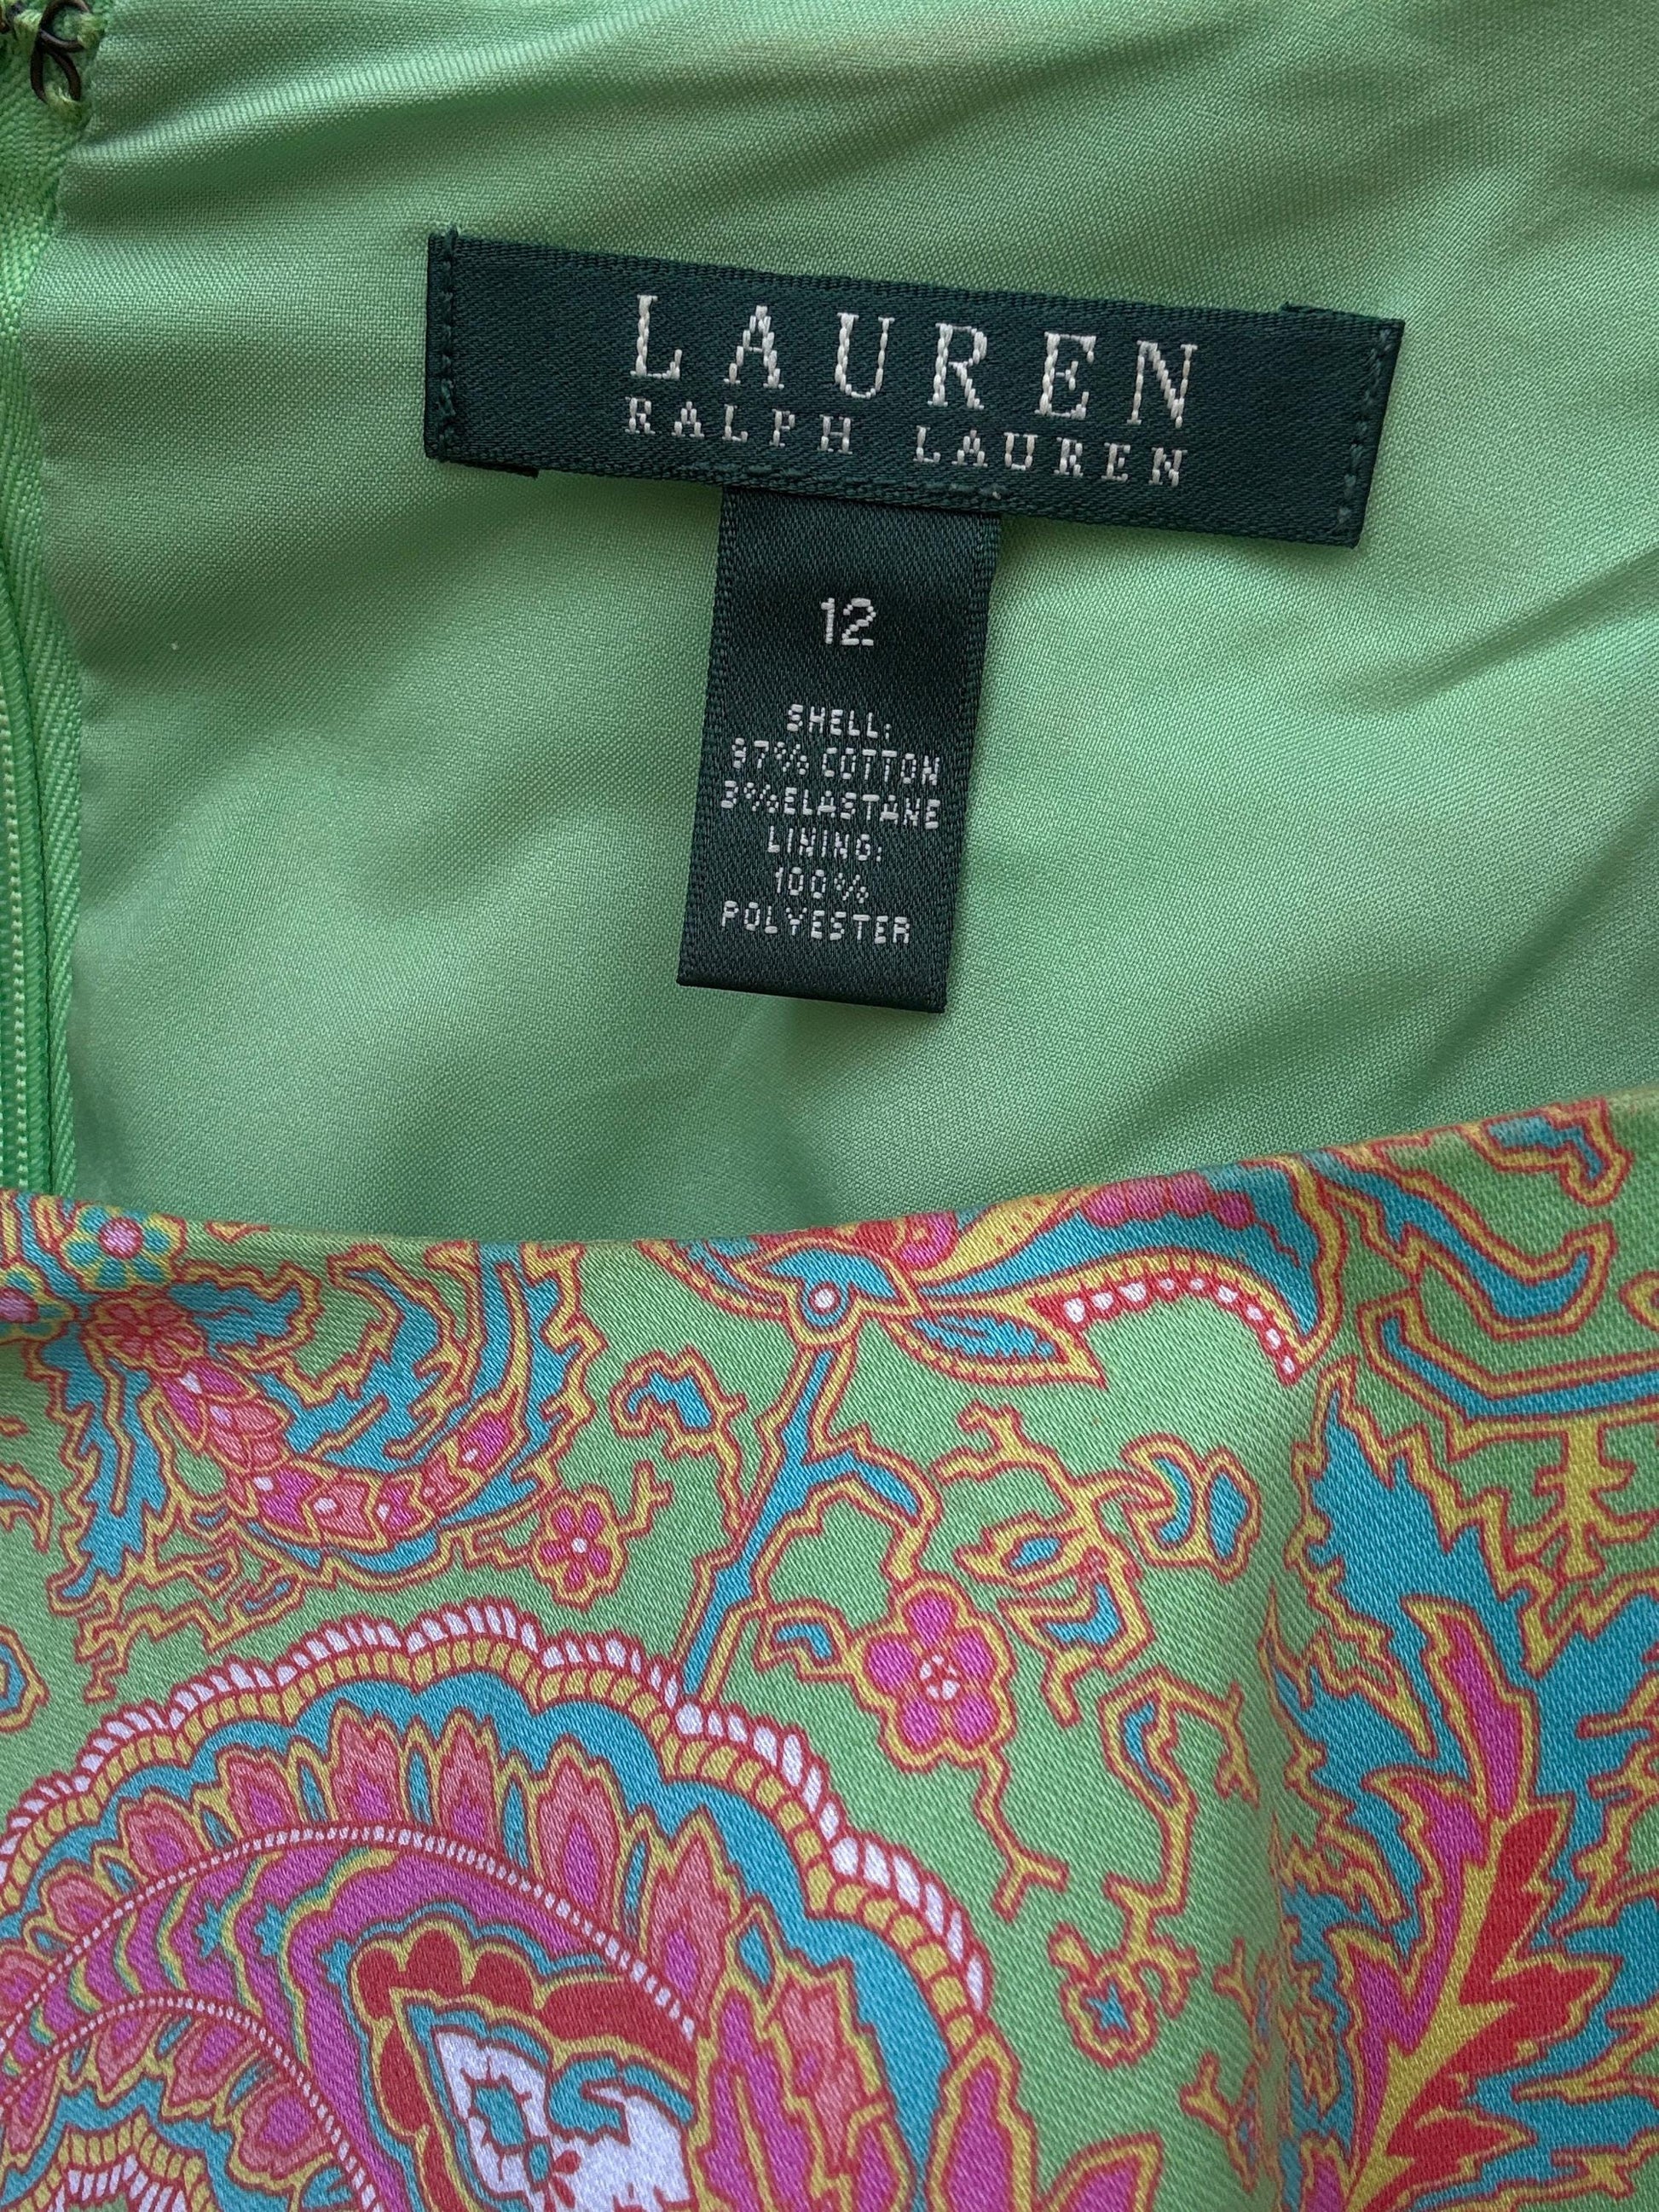 LAUREN
RALPH LAUREN
12
SHELL:
97% COTTON
3%ELASTANE
LINING:
100%
POLYESTER